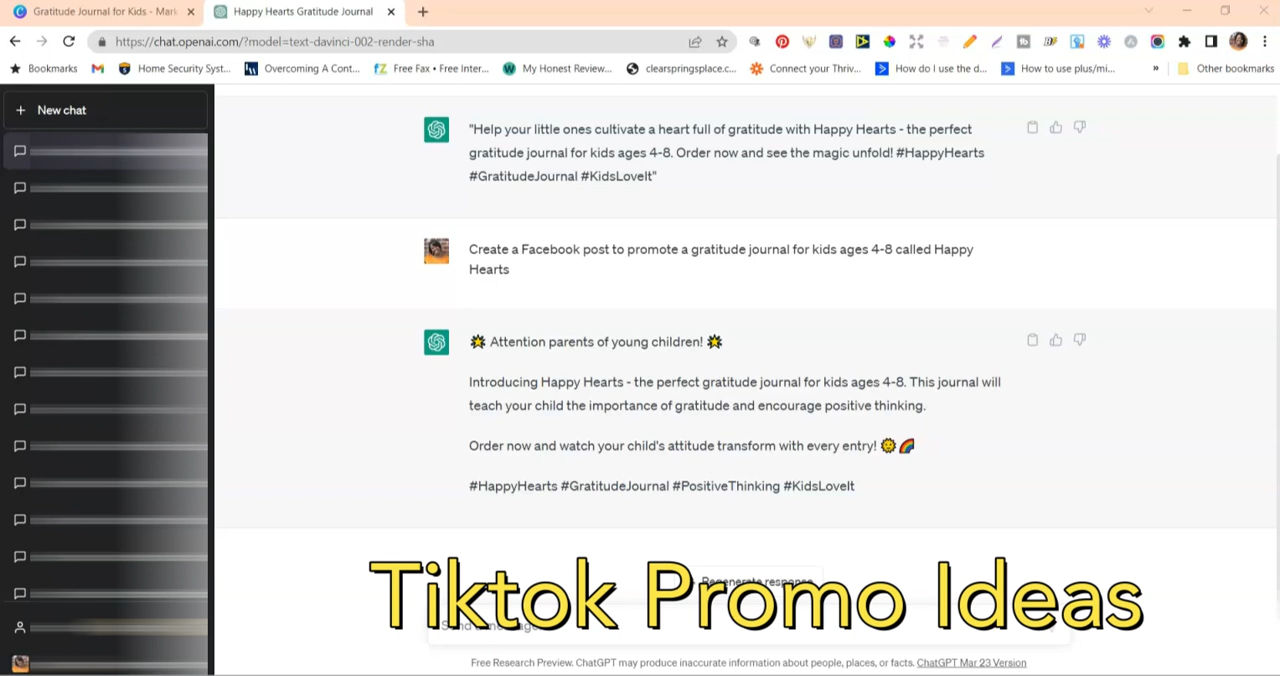 Gratitude Journal for Kids - Mark
Happy Hearts Gratitude Journal
https://chat.openai.com/?model=text-davinci-002-render-sha
Bookmarks
Home Security Syst...
Overcoming A Cont...
Free Fax • Free Inter...
My Honest Review...
clearspringsplace.c...
Connect your Thriv...
How do I use the d...
How to use plus/mi...
»
Other bookmarks
+ New chat
"Help your little ones cultivate a heart full of gratitude with Happy Hearts - the perfect
gratitude journal for kids ages 4-8. Order now and see the magic unfold! #HappyHearts
#GratitudeJournal #KidsLoveIt"
Create a Facebook post to promote a gratitude journal for kids ages 4-8 called Happy
Hearts
🌟 Attention parents of young children! 🌟
Introducing Happy Hearts - the perfect gratitude journal for kids ages 4-8. This journal will
teach your child the importance of gratitude and encourage positive thinking.
Order now and watch your child's attitude transform with every entry! 🌞🌈
#HappyHearts #GratitudeJournal #PositiveThinking #KidsLoveIt
Regenerate response
Tiktok Promo Ideas
Free Research Preview. ChatGPT may produce inaccurate information about people, places, or facts. ChatGPT Mar 23 Version